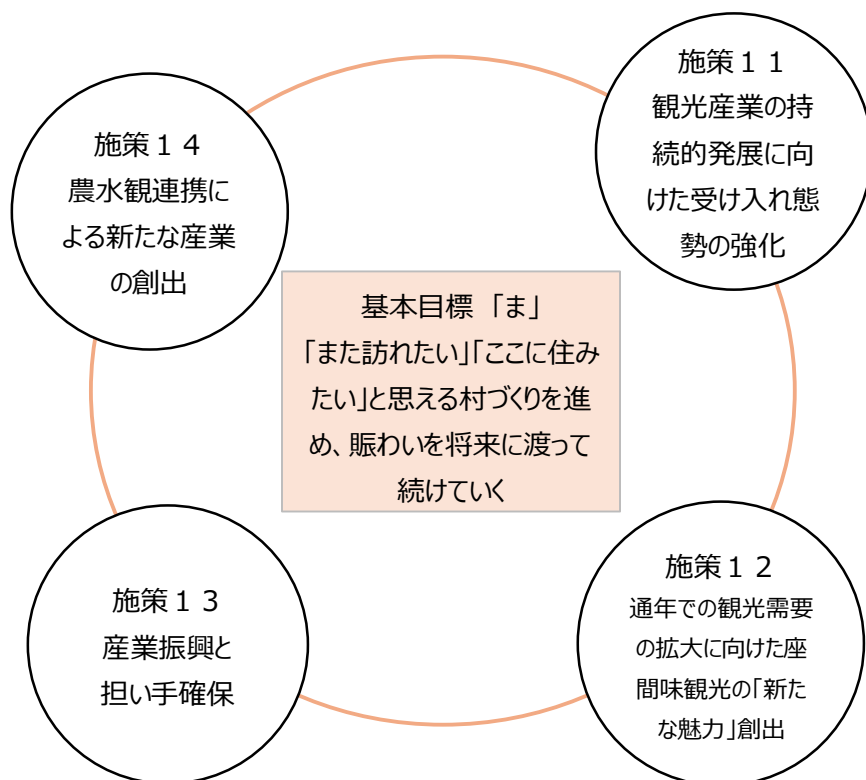 施策１１
観光産業の持
続的発展に向
けた受け入れ態
勢の強化
施策１４
農水観連携に
よる新たな産業
の創出
基本目標 「ま」
「また訪れたい」「ここに住み
たい」と思える村づくりを進
め、賑わいを将来に渡って
続けていく
施策１３
産業振興と
担い手確保
施策１２
通年での観光需要
の拡大に向けた座
間味観光の「新た
な魅力」創出